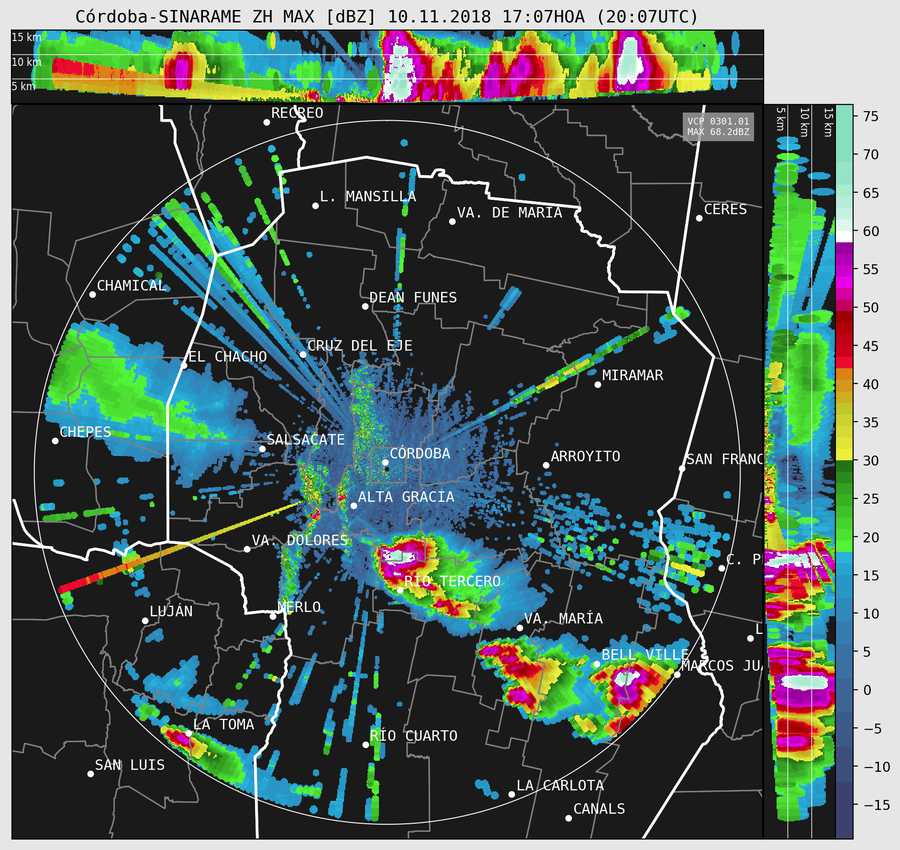 Córdoba-SINARAME ZH MAX [dBZ] 10.11.2018 17:07HOA (20:07UTC)
15 km
10 km
5 km
5 km
10 km
15 km
VCP 0301.01
MAX 68.2dBZ
RECREO
L. MANSILLA
VA. DE MARÍA
CERES
CHAMICAL
DEAN FUNES
EL CHACHO
CRUZ DEL EJE
MIRAMAR
CHEPES
SALSACATE
CÓRDOBA
ARROYITO
SAN FRANC
ALTA GRACIA
VA. DOLORES
C. P
RÍO TERCERO
LUJÁN
MERLO
VA. MARÍA
L
BELL VILLE
MARCOS JU
LA TOMA
RÍO CUARTO
SAN LUIS
LA CARLOTA
CANALS
75
70
65
60
55
50
45
40
35
30
25
20
15
10
5
0
−5
−10
−15